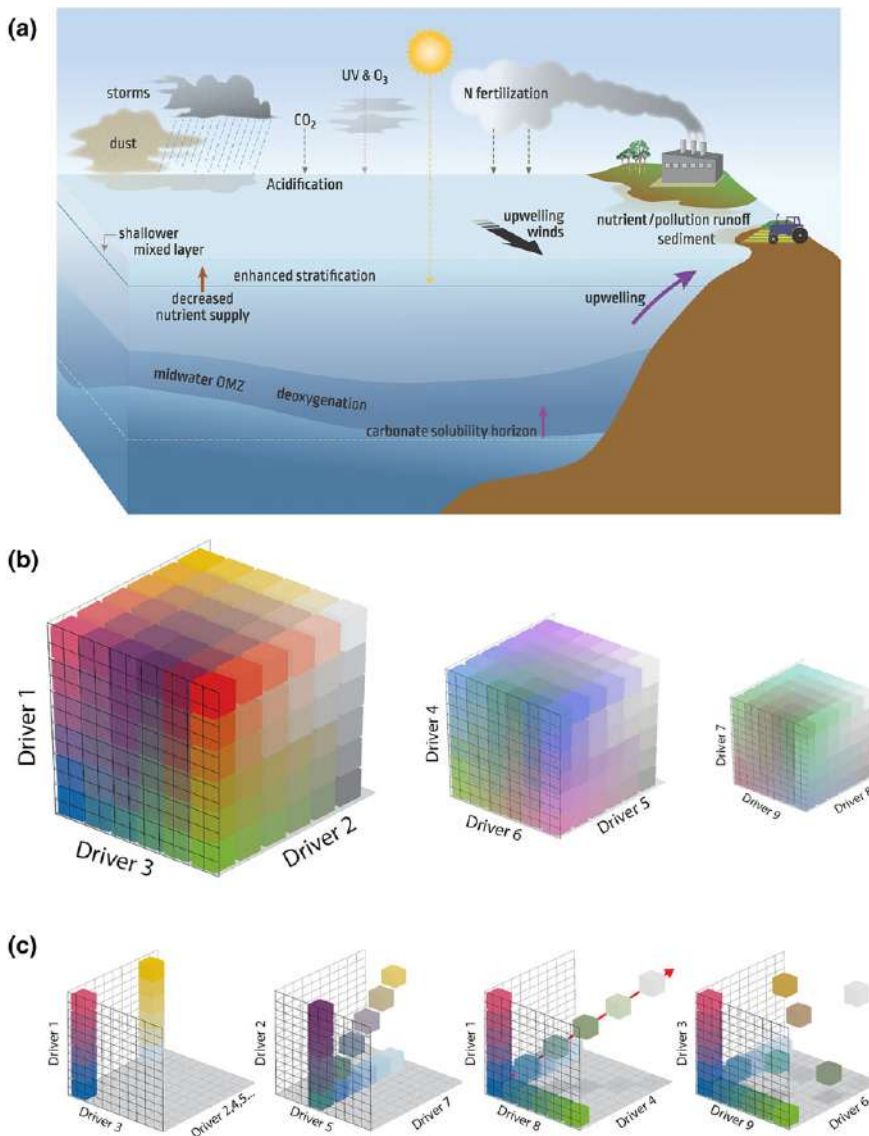 (a)
storms
dust
CO2
UV & O3
N fertilization
Acidification
nutrient/pollution runoff
sediment
upwelling
winds
shallower
mixed layer
enhanced stratification
decreased
nutrient supply
upwelling
midwater OMZ
deoxygenation
carbonate solubility horizon
(b)
Driver 1
Driver 3
Driver 2
Driver 4
Driver 6
Driver 5
Driver 7
Driver 9
Driver 8
(c)
Driver 1
Driver 3
Driver 2,4,5...
Driver 2
Driver 5
Driver 7
Driver 1
Driver 8
Driver 4
Driver 3
Driver 9
Driver 6